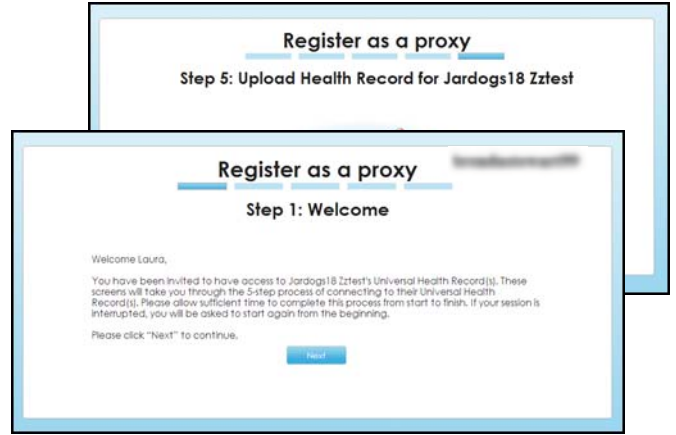 Register as a proxy
Step 5: Upload Health Record for Jardogs18 Zztest
Register as a proxy
Step 1: Welcome
Welcome Laura,
You have been invited to have access to Jardogs18 Zztest's Universal Health Record(s). These
screens will take you through the 5-step process of connecting to their Universal Health
Record(s). Please allow sufficient time to complete this process from start to finish. If your session is
interrupted, you will be asked to start again from the beginning.
Please click "Next" to continue.
Next